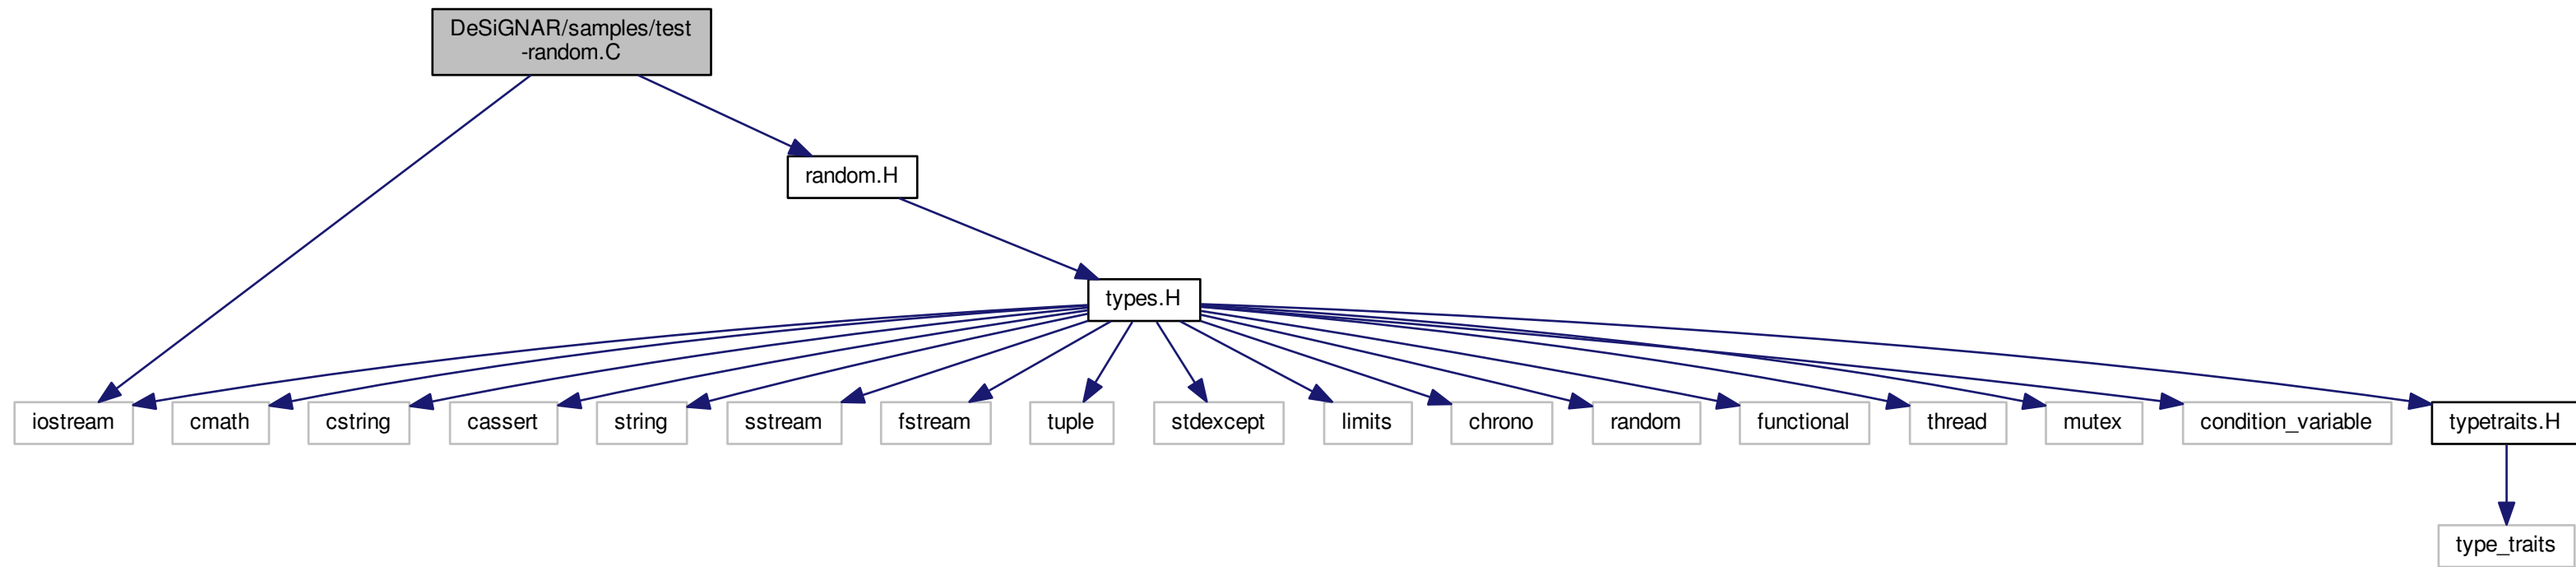 DeSiGNAR/samples/test
-random.C
random.H
types.H
iostream
cmath
cstring
cassert
string
sstream
fstream
tuple
stdexcept
limits
chrono
random
functional
thread
mutex
condition_variable
typetraits.H
type_traits